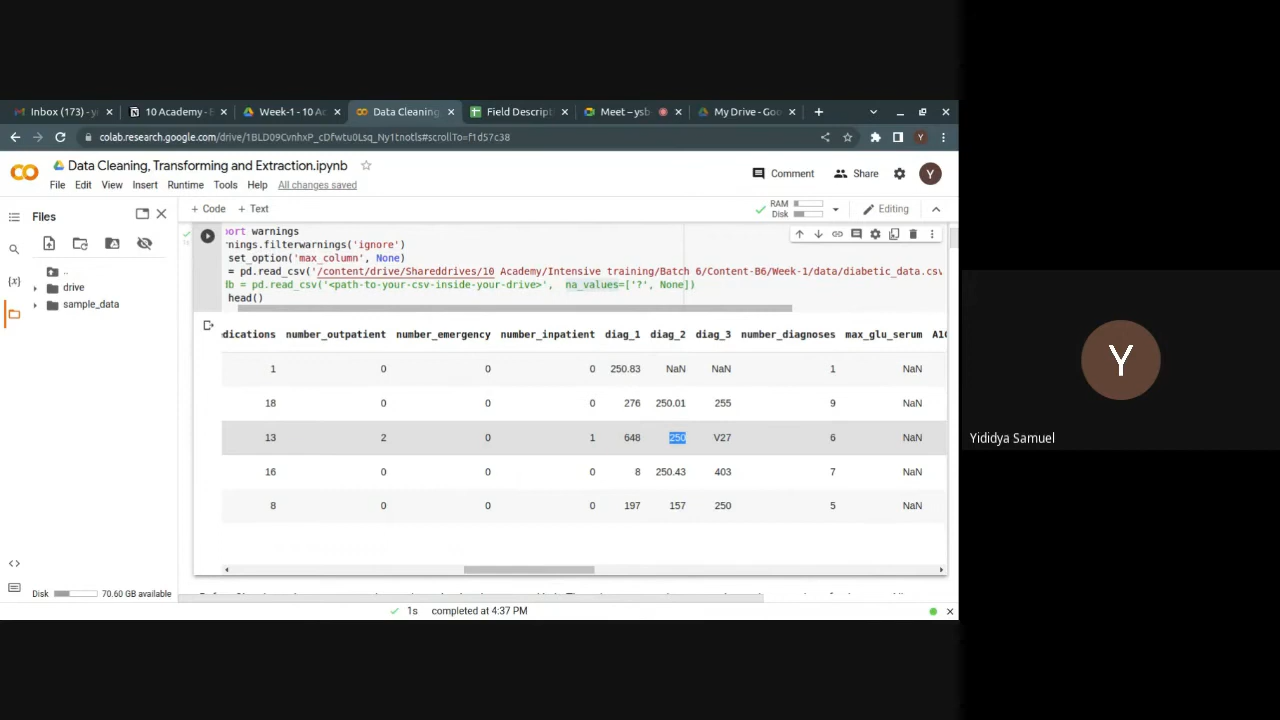 Inbox (173) - y
10 Academy - E
Week-1 - 10 Ac
Data Cleaning,
Field Descripti
Meet – ysb
My Drive - Goo
colab.research.google.com/drive/1BLD09CvnhxP_cDfwtu0Lsq_Ny1tnotls#scrollTo=f1d57c38
Data Cleaning, Transforming and Extraction.ipynb
File Edit View Insert Runtime Tools Help All changes saved
Comment Share Y
+ Code + Text
RAM
Disk
Editing
Files
..
drive
sample_data
Disk 70.60 GB available
ort warnings
rnings.filterwarnings('ignore')
set_option('max_column', None)
= pd.read_csv('/content/drive/Shareddrives/10 Academy/Intensive training/Batch 6/Content-B6/Week-1/data/diabetic_data.csv
db = pd.read_csv('<path-to-your-csv-inside-your-drive>', na_values=['?', None])
head()
dications number_outpatient number_emergency number_inpatient diag_1 diag_2 diag_3 number_diagnoses max_glu_serum A1C
1 0 0 0 250.83 NaN NaN 1 NaN
18 0 0 0 276 250.01 255 9 NaN
13 2 0 1 648 250 V27 6 NaN
16 0 0 0 8 250.43 403 7 NaN
8 0 0 0 197 157 250 5 NaN
1s completed at 4:37 PM
Y
Yididya Samuel